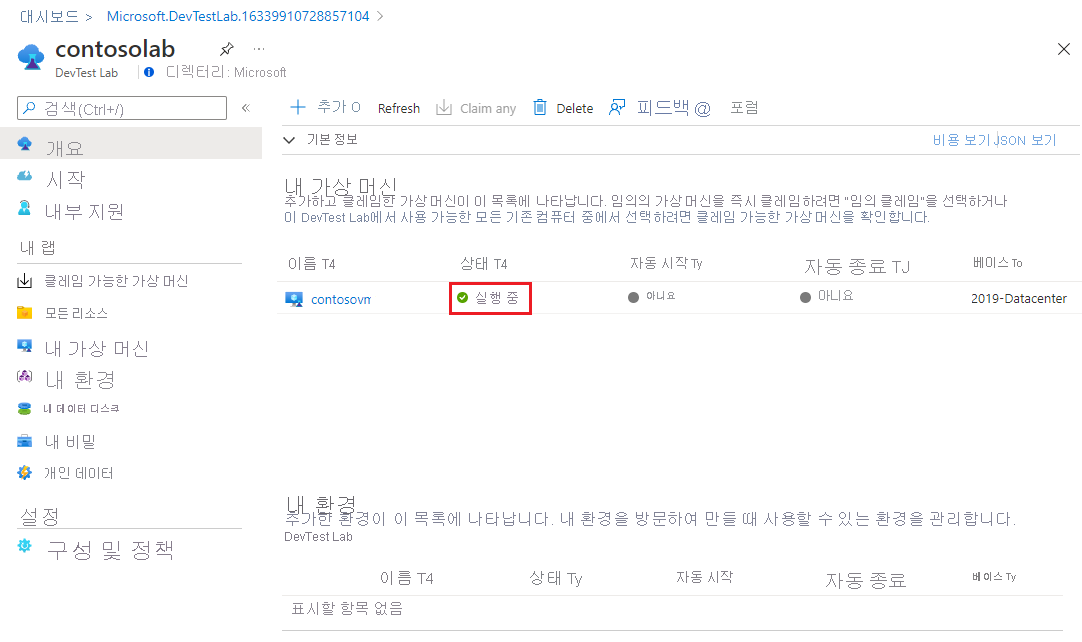 대시보드 > Microsoft.DevTestLab.16339910728857104 >
contosolab ...
DevTest Lab 디렉터리: Microsoft
검색(Ctrl+/) «
추가 O Refresh Claim any Delete 피드백 @ 포럼
기본 정보 비용 보기 JSON 보기
개요
시작
내부 지원
내 랩
클레임 가능한 가상 머신
모든 리소스
내 가상 머신
내 환경
내 데이터 디스크
내 비밀
개인 데이터
설정
구성 및 정책
내 가상 머신
추가하고 클레임한 가상 머신이 이 목록에 나타납니다. 임의의 가상 머신을 즉시 클레임하려면 "임의 클레임"을 선택하거나
이 DevTest Lab에서 사용 가능한 모든 기존 컴퓨터 중에서 선택하려면 클레임 가능한 가상 머신을 확인합니다.
이름 T4 상태 T4 자동 시작 Ty 자동 종료 TJ 베이스 To
contosovm 실행 중 아니요 아니요 2019-Datacenter
내 환경
추가한 환경이 이 목록에 나타납니다. 내 환경을 방문하여 만들 때 사용할 수 있는 환경을 관리합니다.
DevTest Lab
이름 T4 상태 Ty 자동 시작 자동 종료 베이스 Ty
표시할 항목 없음